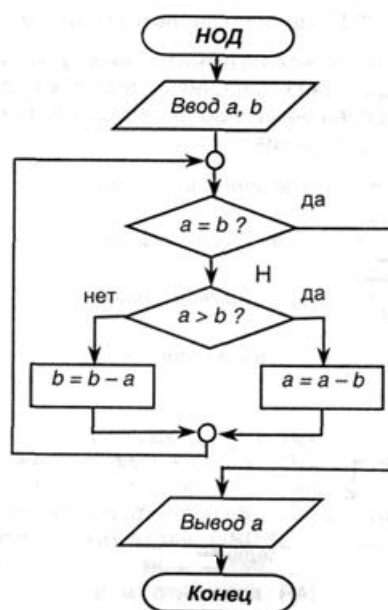 НОД
Ввод a, b
да
a = b ?
Н
нет
да
a > b ?
b = b – a
a = a – b
Вывод a
Конец